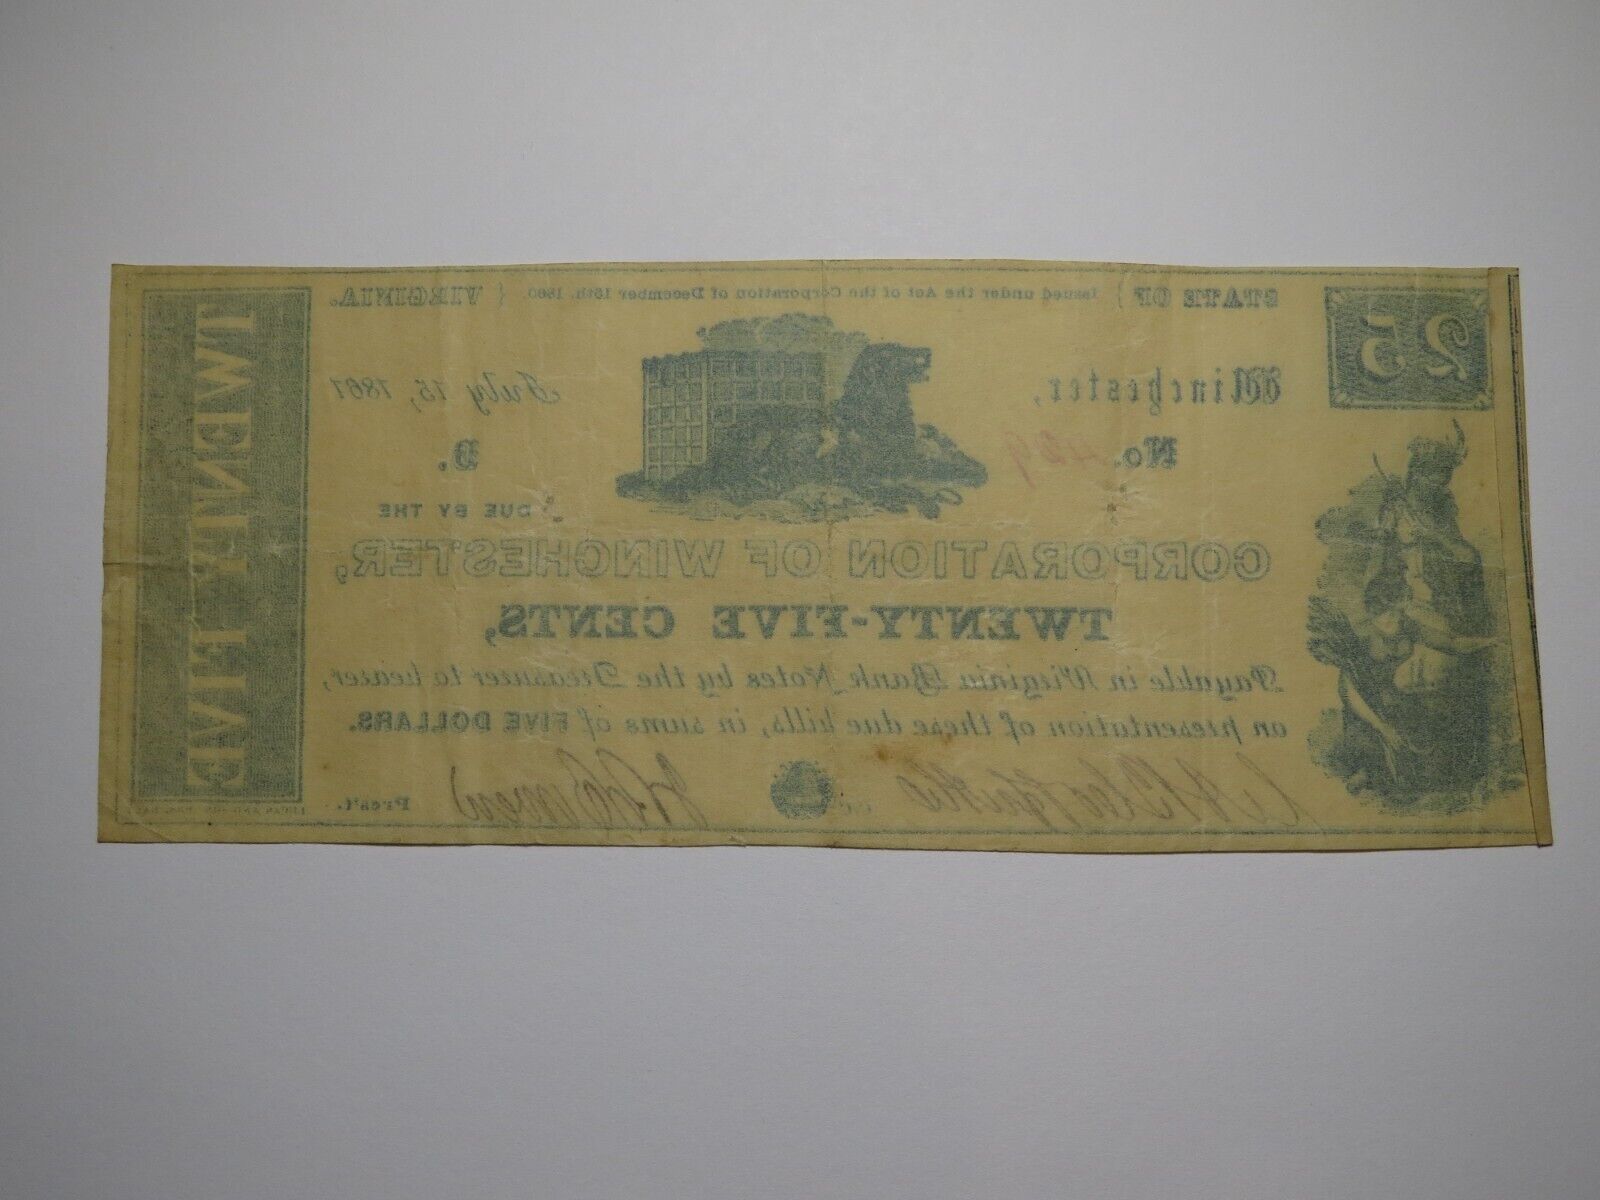 25
STATE OF } Issued under the Act of the Corporation of December 15th, 1860. { VIRGINIA.
Winchester, July 15, 1861
No. 429 D.
DUE BY THE
CORPORATION OF WINCHESTER,
TWENTY-FIVE CENTS,
Payable in Virginia Bank Notes by the Treasurer to bearer,
on presentation of these due bills, in sums of FIVE DOLLARS.
Pres't.
TWENTY FIVE